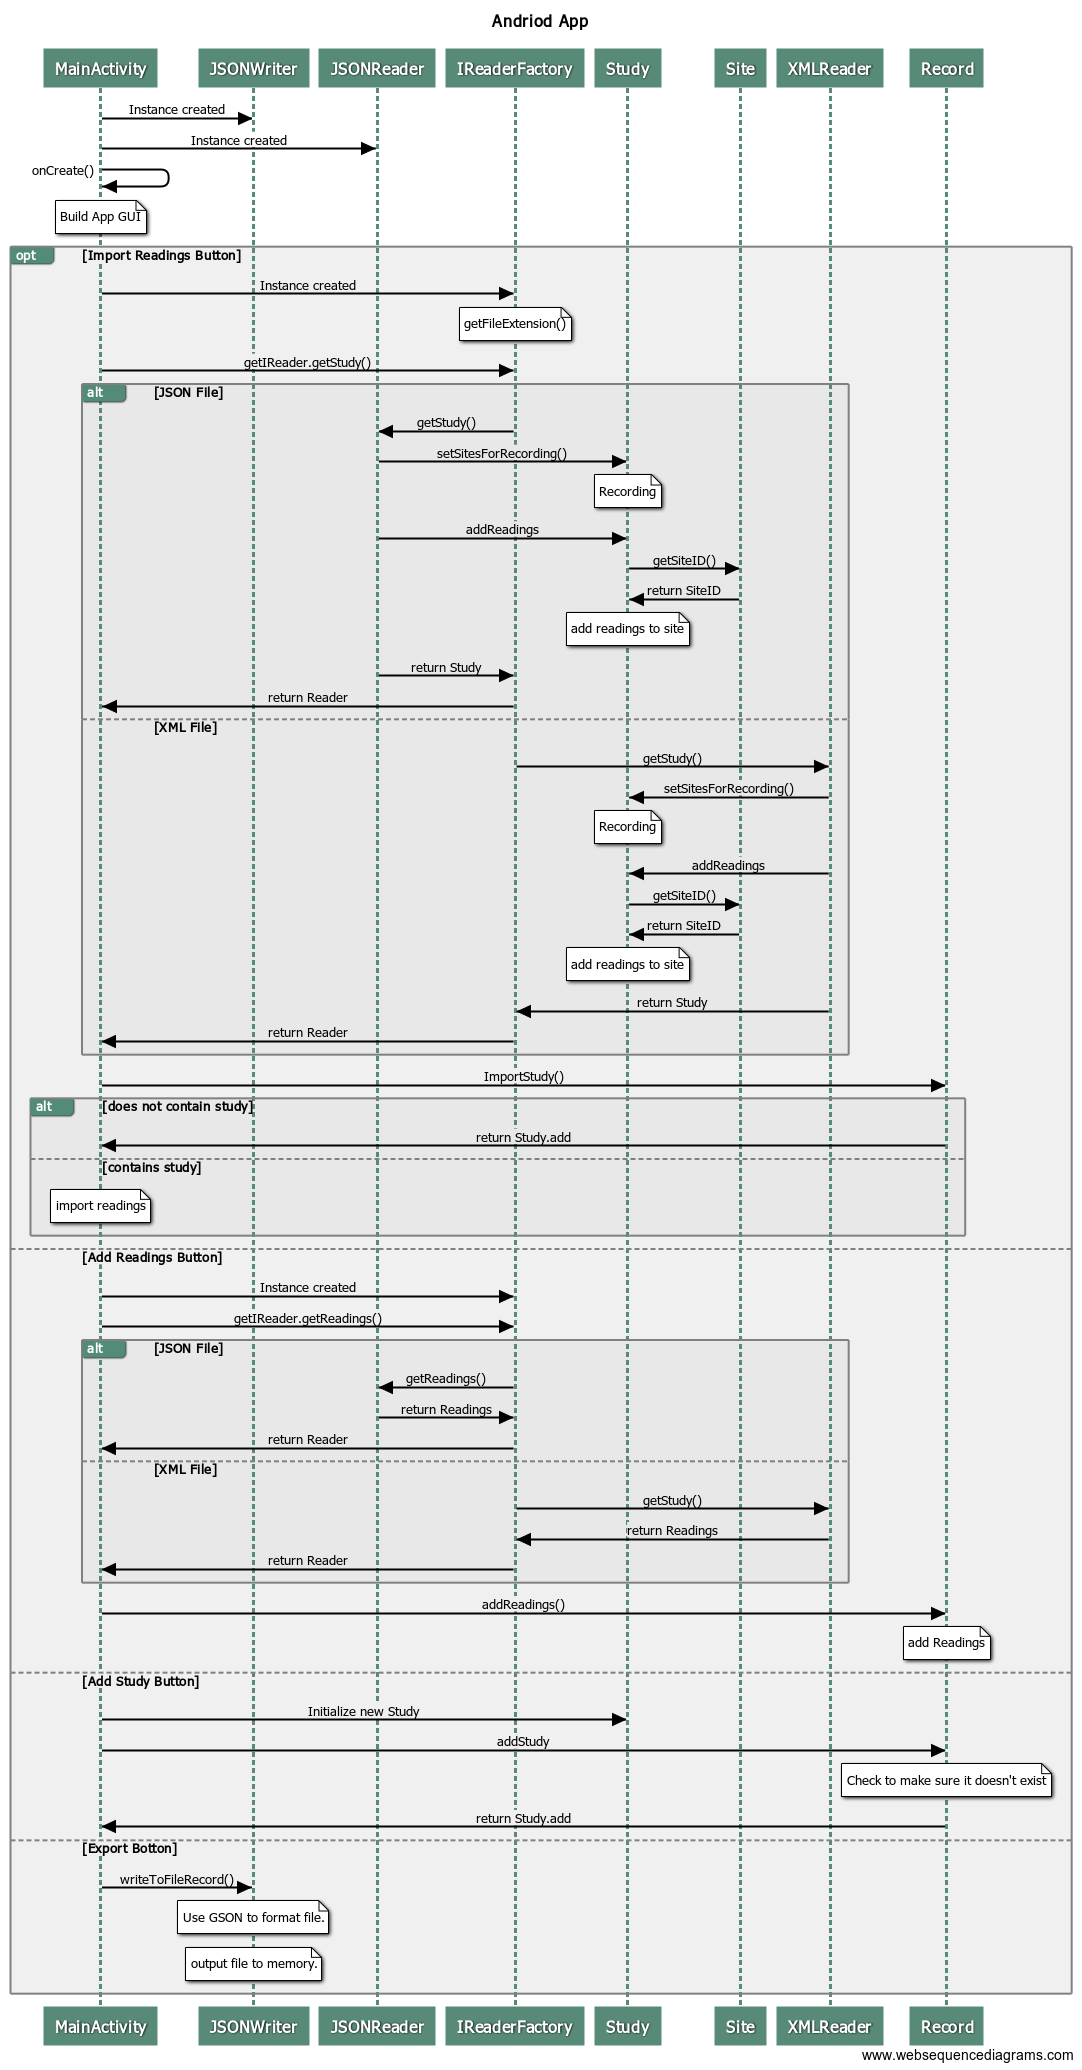 Andriod App
MainActivity JSONWriter JSONReader IReaderFactory Study Site XMLReader Record
Instance created
Instance created
onCreate()
Build App GUI
opt [Import Readings Button]
Instance created
getFileExtension()
getIReader.getStudy()
alt [JSON File]
getStudy()
setSitesForRecording()
Recording
addReadings
getSiteID()
return SiteID
add readings to site
return Study
return Reader
[XML File]
getStudy()
setSitesForRecording()
Recording
addReadings
getSiteID()
return SiteID
add readings to site
return Study
return Reader
ImportStudy()
alt [does not contain study]
return Study.add
[contains study]
import readings
[Add Readings Button]
Instance created
getIReader.getReadings()
alt [JSON File]
getReadings()
return Readings
return Reader
[XML File]
getStudy()
return Readings
return Reader
addReadings()
add Readings
[Add Study Button]
Initialize new Study
addStudy
Check to make sure it doesn't exist
return Study.add
[Export Botton]
writeToFileRecord()
Use GSON to format file.
output file to memory.
MainActivity JSONWriter JSONReader IReaderFactory Study Site XMLReader Record
www.websequencediagrams.com